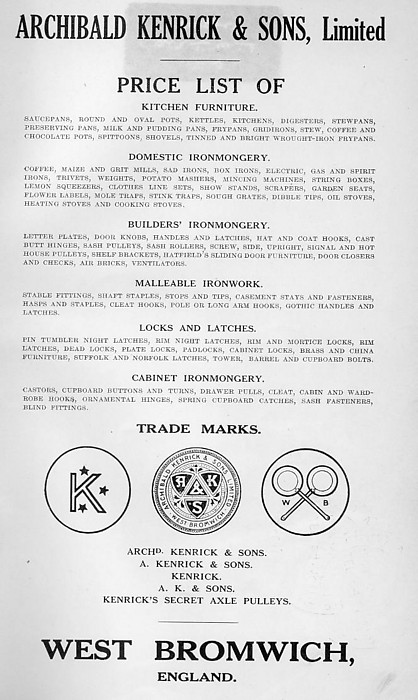 ARCHIBALD KENRICK & SONS, Limited
PRICE LIST OF
KITCHEN FURNITURE.
SAUCEPANS, ROUND AND OVAL POTS, KETTLES, KITCHENS, DIGESTERS, STEWPANS,
PRESERVING PANS, MILK AND PUDDING PANS, FRYPANS, GRIDIRONS, STEW, COFFEE AND
CHOCOLATE POTS, SPITTOONS, SHOVELS, TINNED AND BRIGHT WROUGHT-IRON FRYPANS.
DOMESTIC IRONMONGERY.
COFFEE, MAIZE AND GRIT MILLS, SAD IRONS, BOX IRONS, ELECTRIC, GAS AND SPIRIT
IRONS, TRIVETS, WEIGHTS, POTATO MASHERS, MINCING MACHINES, STRING BOXES,
LEMON SQUEEZERS, CLOTHES LINE SETS, SHOW STANDS, SCRAPERS, GARDEN SEATS,
FLOWER LABELS, MOLE TRAPS, STINK TRAPS, SOUGH GRATES, DIBBLE TIPS, OIL STOVES,
HEATING STOVES AND COOKING STOVES.
BUILDERS' IRONMONGERY.
LETTER PLATES, DOOR KNOBS, HANDLES AND LATCHES, HAT AND COAT HOOKS, CAST
BUTT HINGES, SASH PULLEYS, SASH ROLLERS, SCREW, SIDE, UPRIGHT, SIGNAL AND HOT
HOUSE PULLEYS, SHELF BRACKETS, HATFIELD'S SLIDING DOOR FURNITURE, DOOR CLOSERS
AND CHECKS, AIR BRICKS, VENTILATORS.
MALLEABLE IRONWORK.
STABLE FITTINGS, SHAFT STAPLES, STOPS AND TIPS, CASEMENT STAYS AND FASTENERS,
HASPS AND STAPLES, CLEAT HOOKS, POLE OR LONG ARM HOOKS, GOTHIC HANDLES AND
LATCHES.
LOCKS AND LATCHES.
PIN TUMBLER NIGHT LATCHES, RIM NIGHT LATCHES, RIM AND MORTICE LOCKS, RIM
LATCHES, DEAD LOCKS, PLATE LOCKS, PADLOCKS, CABINET LOCKS, BRASS AND CHINA
FURNITURE, SUFFOLK AND NORFOLK LATCHES, TOWER, BARREL AND CUPBOARD BOLTS.
CABINET IRONMONGERY.
CASTORS, CUPBOARD BUTTONS AND TURNS, DRAWER PULLS, CLEAT, CABIN AND WARD-
ROBE HOOKS, ORNAMENTAL HINGES, SPRING CUPBOARD CATCHES, SASH FASTENERS,
BLIND FITTINGS.
TRADE MARKS.
K
ARCHIBALD KENRICK & SONS LIMITED
A K & S
WEST BROMWICH
W B
ARCHD. KENRICK & SONS.
A. KENRICK & SONS.
KENRICK.
A. K. & SONS.
KENRICK'S SECRET AXLE PULLEYS.
WEST BROMWICH,
ENGLAND.